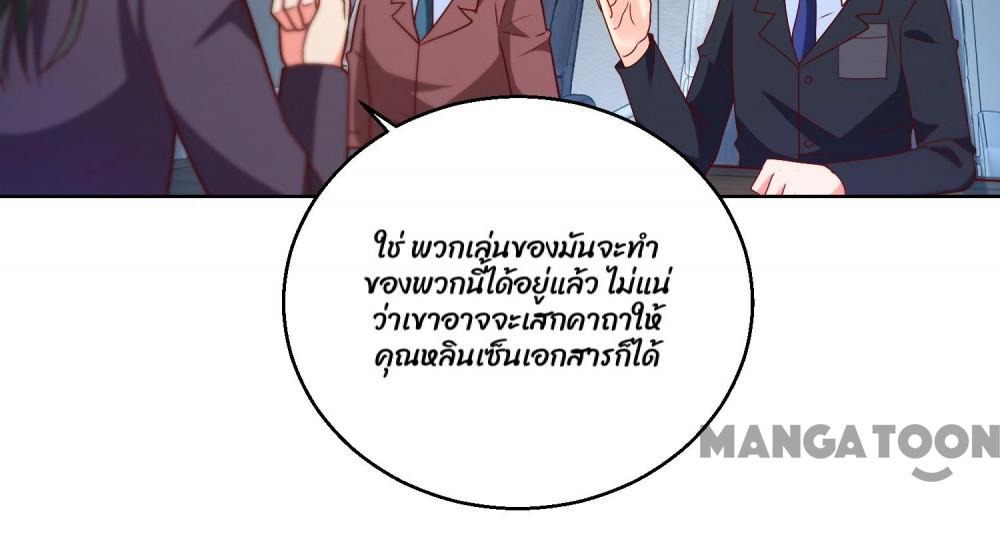 ใช่ พวกเล่นของมันจะทำ
ของพวกนี้ได้อยู่แล้ว ไม่แน่
ว่าเขาอาจจะเสกคาถาให้
คุณหลินเซ็นเอกสารก็ได้
MANGATOON